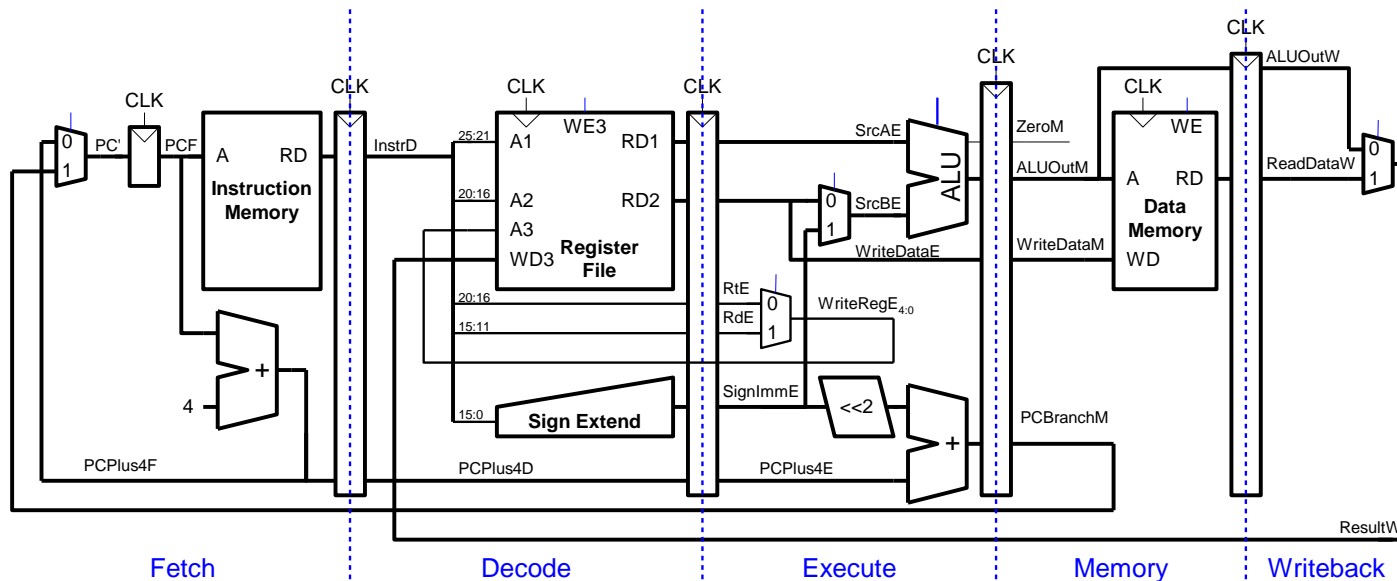 CLK
CLK
CLK
CLK
CLK
CLK
CLK
ALUOutW
0
1
PC'
PCF
A
RD
Instruction
Memory
InstrD
25:21
A1
WE3
RD1
20:16
A2
RD2
A3
WD3
Register
File
SrcAE
0
1
SrcBE
ALU
ZeroM
ALUOutM
WE
A
RD
Data
Memory
WD
ReadDataW
0
1
WriteDataE
WriteDataM
20:16
RtE
0
WriteRegE4:0
15:11
RdE
1
+
4
15:0
Sign Extend
SignImmE
<<2
+
PCBranchM
PCPlus4F
PCPlus4D
PCPlus4E
ResultW
Fetch
Decode
Execute
Memory
Writeback